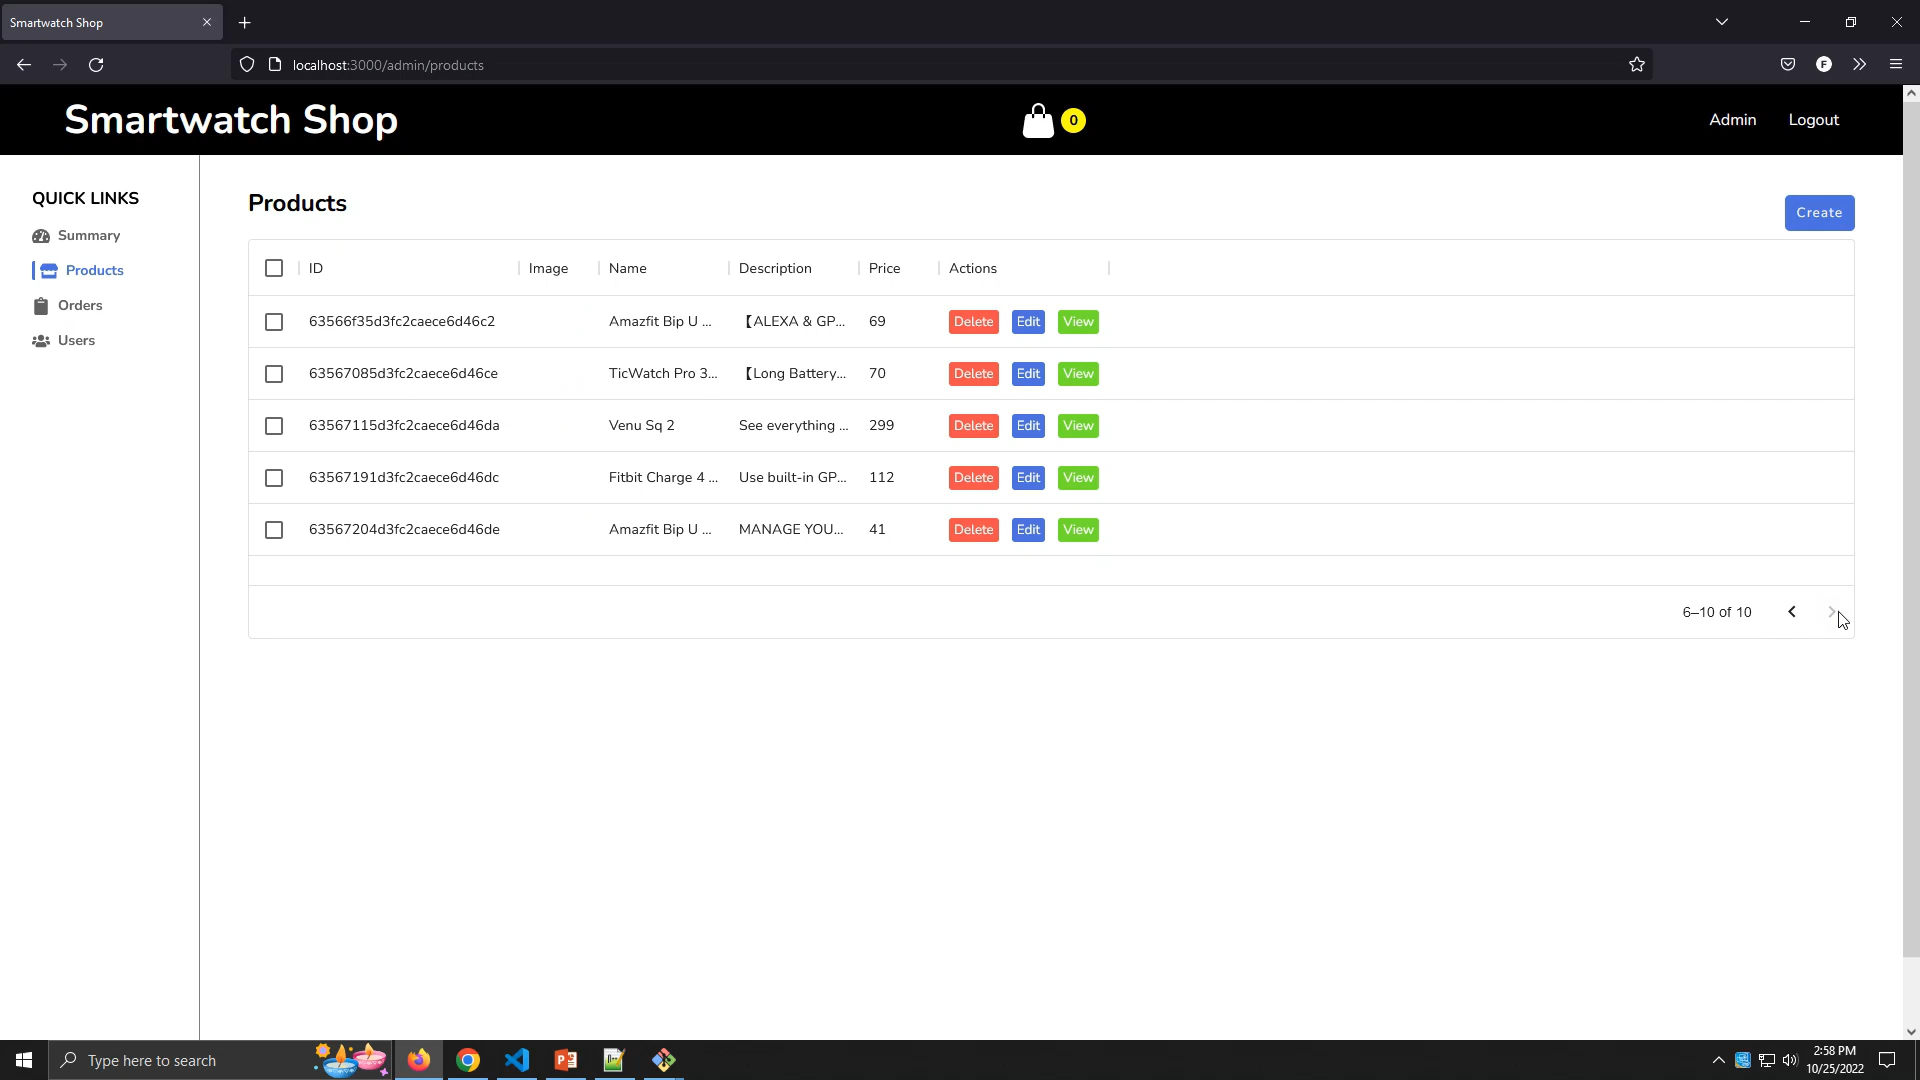 Smartwatch Shop
localhost:3000/admin/products
F
Smartwatch Shop
0
Admin
Logout
QUICK LINKS
Summary
Products
Orders
Users
Products
Create
ID Image Name Description Price Actions
63566f35d3fc2caece6d46c2 Amazfit Bip U ... 【ALEXA & GP... 69 Delete Edit View
63567085d3fc2caece6d46ce TicWatch Pro 3... 【Long Battery... 70 Delete Edit View
63567115d3fc2caece6d46da Venu Sq 2 See everything ... 299 Delete Edit View
63567191d3fc2caece6d46dc Fitbit Charge 4 ... Use built-in GP... 112 Delete Edit View
63567204d3fc2caece6d46de Amazfit Bip U ... MANAGE YOU... 41 Delete Edit View
6–10 of 10
Type here to search
2:58 PM
10/25/2022